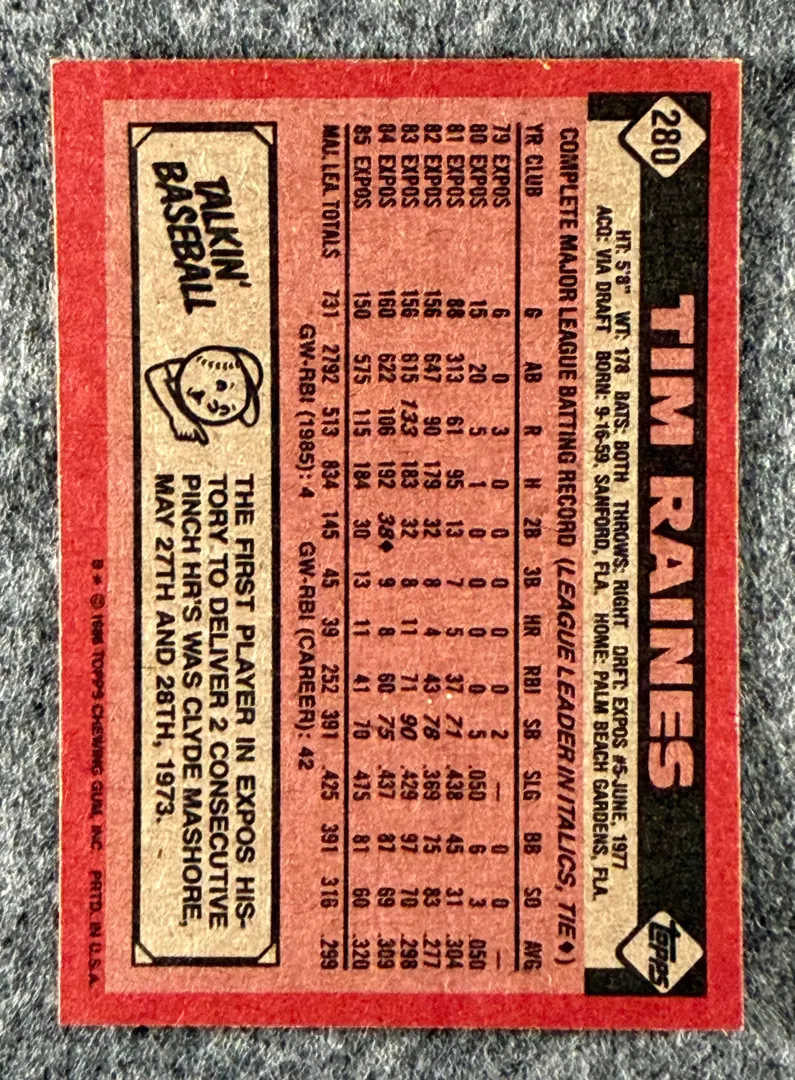 280
TIM RAINES
TOPPS
HT: 5'8" WT: 178 BATS: BOTH THROWS: RIGHT DRFT: EXPOS #5-JUNE, 1977
ACQ: VIA DRAFT BORN: 9-16-59, SANFORD, FLA. HOME: PALM BEACH GARDENS, FLA.
COMPLETE MAJOR LEAGUE BATTING RECORD (LEAGUE LEADER IN ITALICS, TIE♦)
YR CLUB G AB R H 2B 3B HR RBI SB SLG BB SO AVG
79 EXPOS 6 0 3 0 0 0 0 0 2 — 0 0 —
80 EXPOS 15 20 5 1 0 0 0 0 5 .050 6 3 .050
81 EXPOS 88 313 61 95 13 7 5 37 71 .438 45 31 .304
82 EXPOS 156 647 90 179 32 8 4 43 78 .369 75 83 .277
83 EXPOS 156 615 133 183 32 8 11 71 90 .429 97 70 .298
84 EXPOS 160 622 106 192 38♦ 9 8 60 75 .437 87 69 .309
85 EXPOS 150 575 115 184 30 13 11 41 70 .475 81 60 .320
MAJ. LEA. TOTALS 731 2792 513 834 145 45 39 252 391 .425 391 316 .299
GW-RBI (1985): 4 GW-RBI (CAREER): 42
TALKIN'
BASEBALL
THE FIRST PLAYER IN EXPOS HIS-
TORY TO DELIVER 2 CONSECUTIVE
PINCH HR'S WAS CLYDE MASHORE,
MAY 27TH AND 28TH, 1973.
B* © 1986 TOPPS CHEWING GUM, INC. PRTD. IN U.S.A.